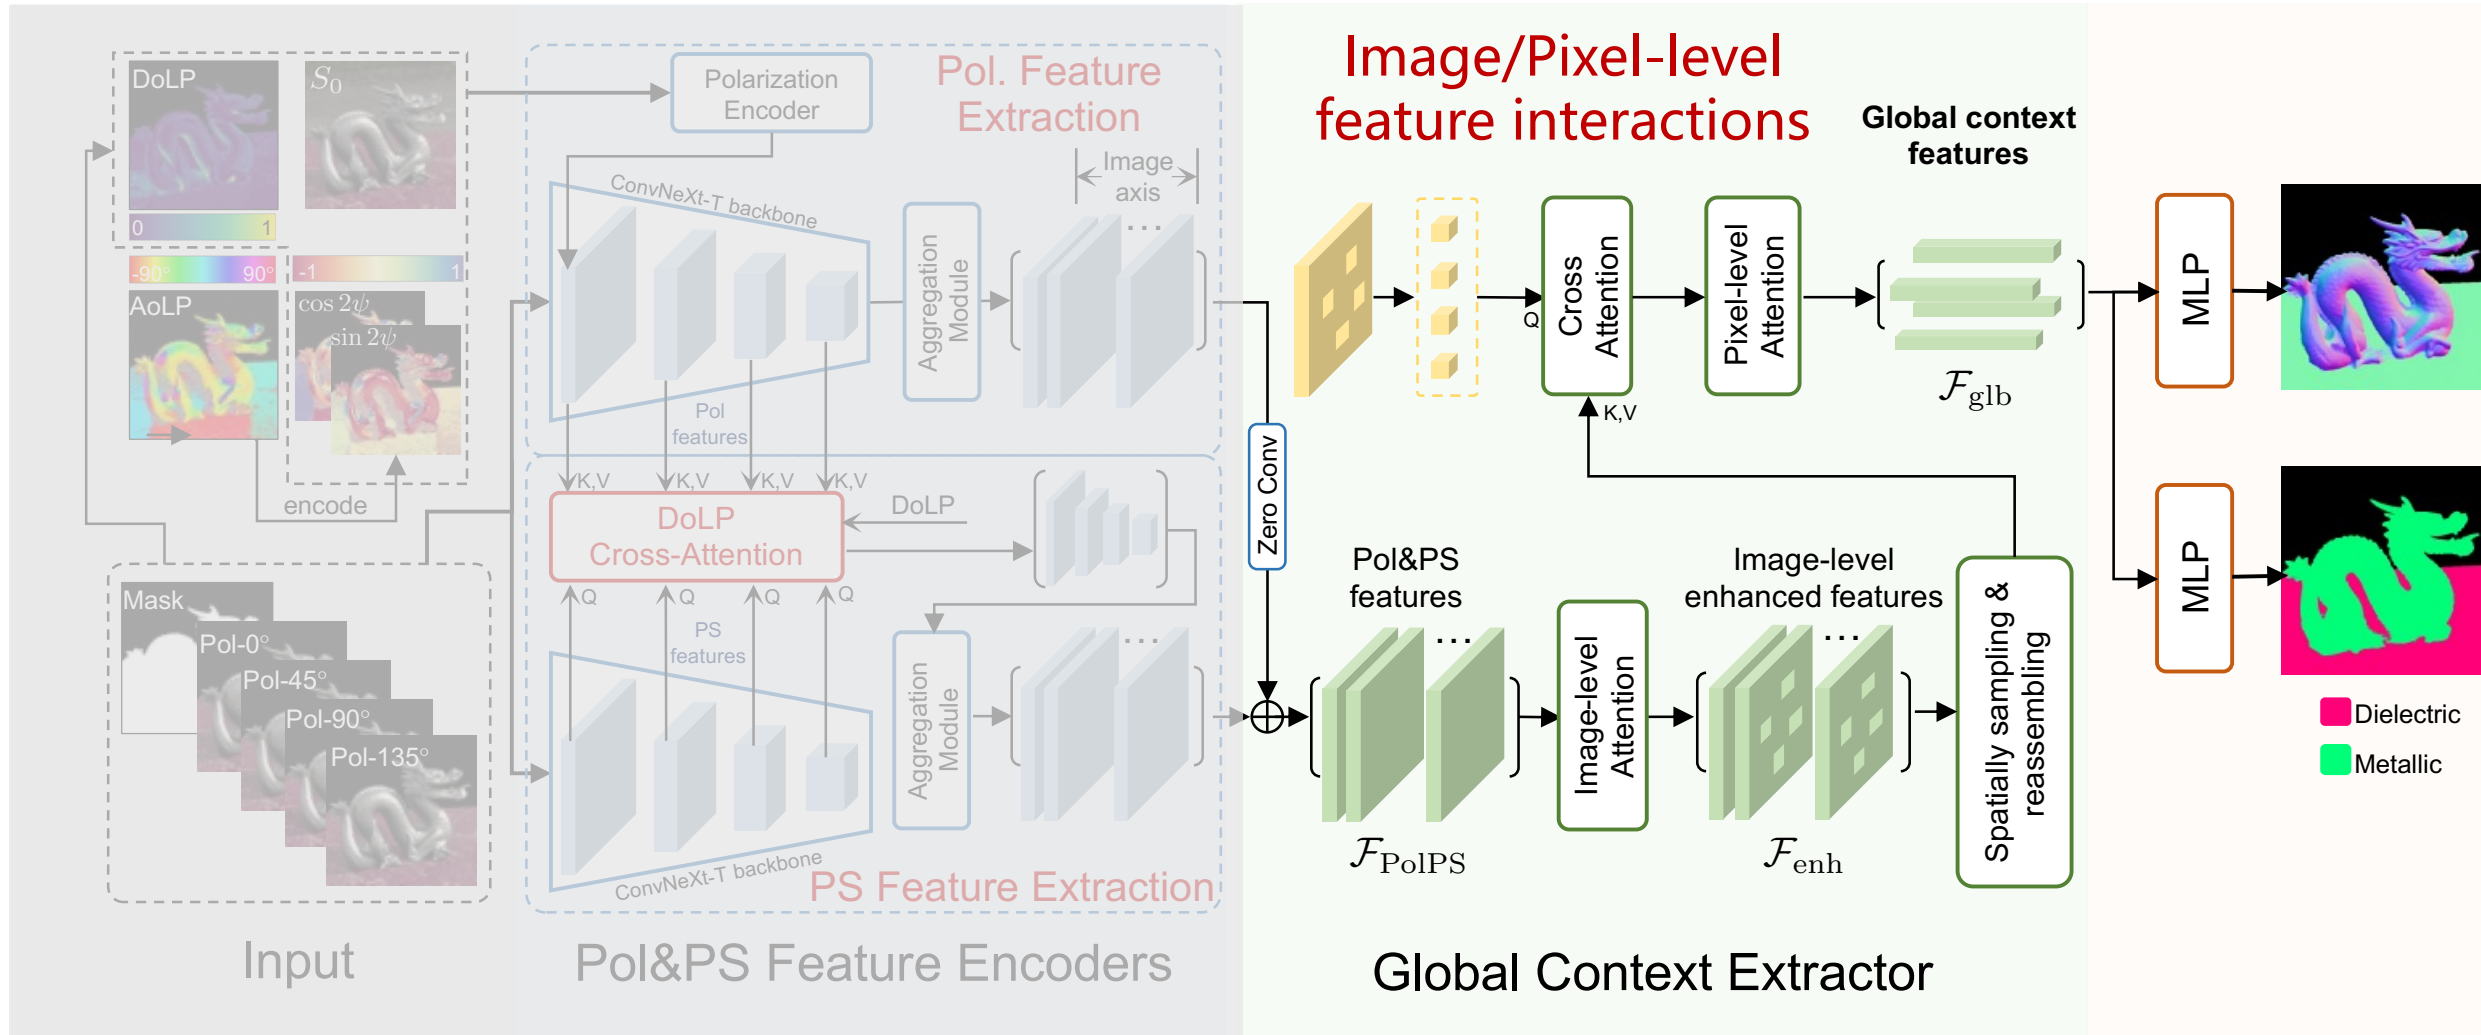 DoLP
S₀
0
1
-90°
90°
-1
1
AoLP
cos 2ψ
sin 2ψ
encode
Mask
Pol-0°
Pol-45°
Pol-90°
Pol-135°
Input
Polarization
Encoder
Pol. Feature
Extraction
ConvNeXt-T backbone
Aggregation
Module
Image
axis
...
Pol
features
K,V
K,V
K,V
K,V
DoLP
Cross-Attention
DoLP
Q
Q
Q
Q
PS
features
ConvNeXt-T backbone
Aggregation
Module
...
PS Feature Extraction
Pol&PS Feature Encoders
Zero Conv
Image/Pixel-level
feature interactions
Q
Cross
Attention
K,V
Pixel-level
Attention
Global context
features
F_glb
Pol&PS
features
...
F_PolPS
Image-level
Attention
Image-level
enhanced features
...
F_enh
Spatially sampling &
reassembling
Global Context Extractor
MLP
MLP
Dielectric
Metallic